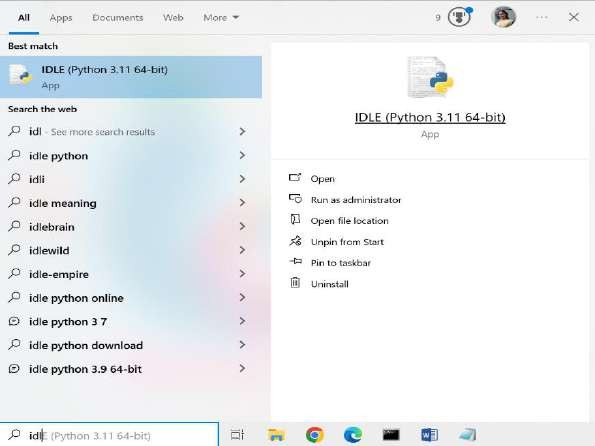 All Apps Documents Web More 9 ...
Best match
IDLE (Python 3.11 64-bit)
App
Search the web
idl - See more search results
idle python
idli
idle meaning
idlebrain
idlewild
idle-empire
idle python online
idle python 3 7
idle python download
idle python 3.9 64-bit
IDLE (Python 3.11 64-bit)
App
Open
Run as administrator
Open file location
Unpin from Start
Pin to taskbar
Uninstall
idlE (Python 3.11 64-bit)